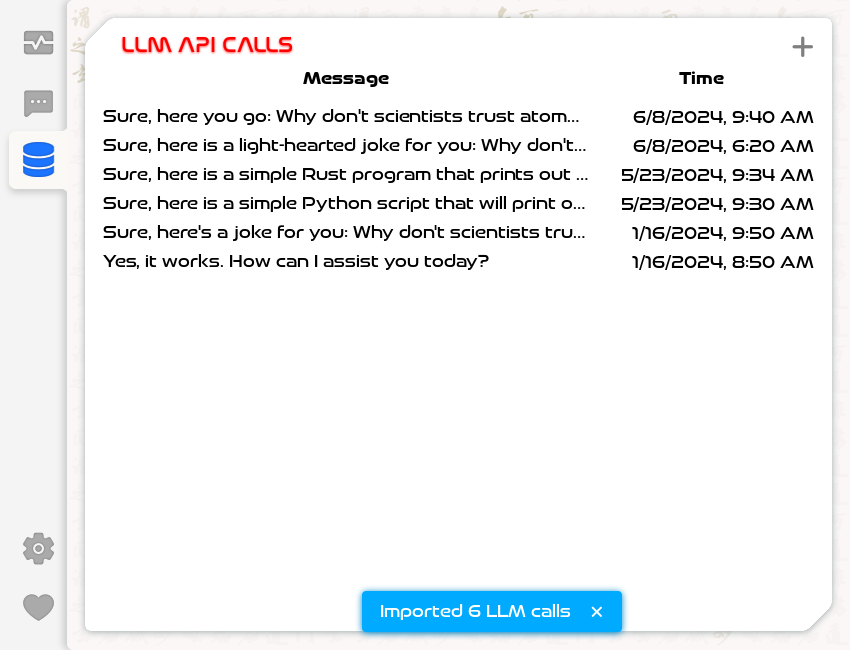 LLM API CALLS
Message Time
Sure, here you go: Why don't scientists trust atom... 6/8/2024, 9:40 AM
Sure, here is a light-hearted joke for you: Why don't... 6/8/2024, 6:20 AM
Sure, here is a simple Rust program that prints out ... 5/23/2024, 9:34 AM
Sure, here is a simple Python script that will print o... 5/23/2024, 9:30 AM
Sure, here's a joke for you: Why don't scientists tru... 1/16/2024, 9:50 AM
Yes, it works. How can I assist you today? 1/16/2024, 8:50 AM
Imported 6 LLM calls